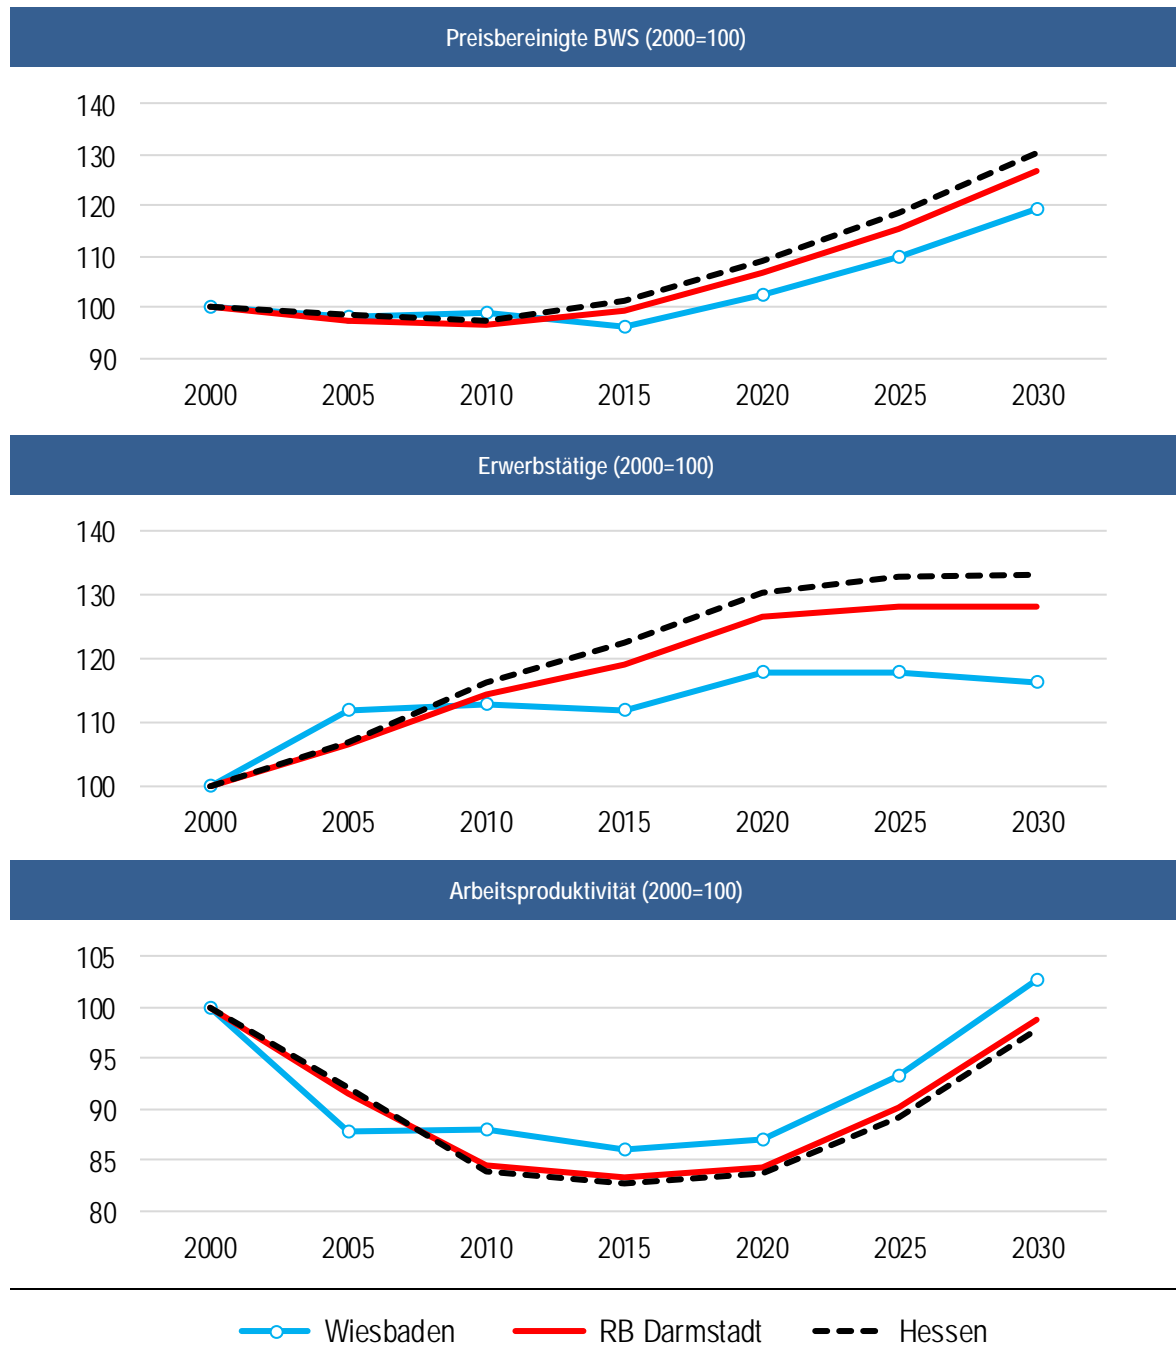 Preisbereinigte BWS (2000=100)
140
130
120
110
100
90
2000 2005 2010 2015 2020 2025 2030
Erwerbstätige (2000=100)
140
130
120
110
100
2000 2005 2010 2015 2020 2025 2030
Arbeitsproduktivität (2000=100)
105
100
95
90
85
80
2000 2005 2010 2015 2020 2025 2030
Wiesbaden RB Darmstadt Hessen